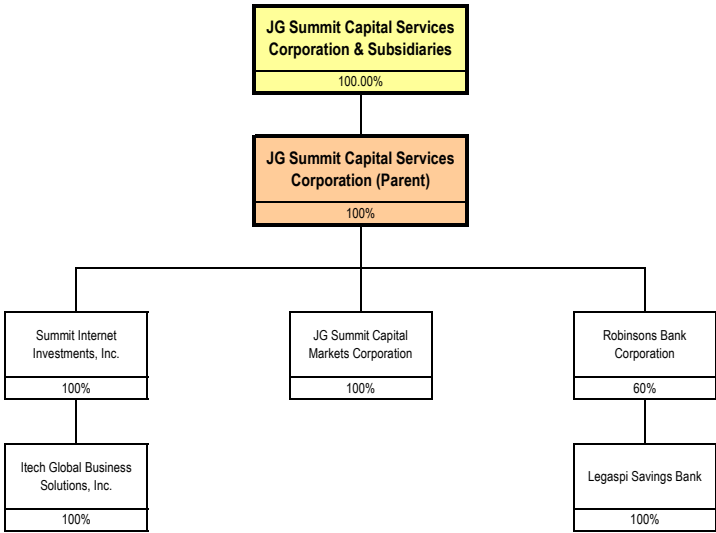 JG Summit Capital Services
Corporation & Subsidiaries
100.00%
JG Summit Capital Services
Corporation (Parent)
100%
Summit Internet
Investments, Inc.
100%
JG Summit Capital
Markets Corporation
100%
Robinsons Bank
Corporation
60%
Itech Global Business
Solutions, Inc.
100%
Legaspi Savings Bank
100%